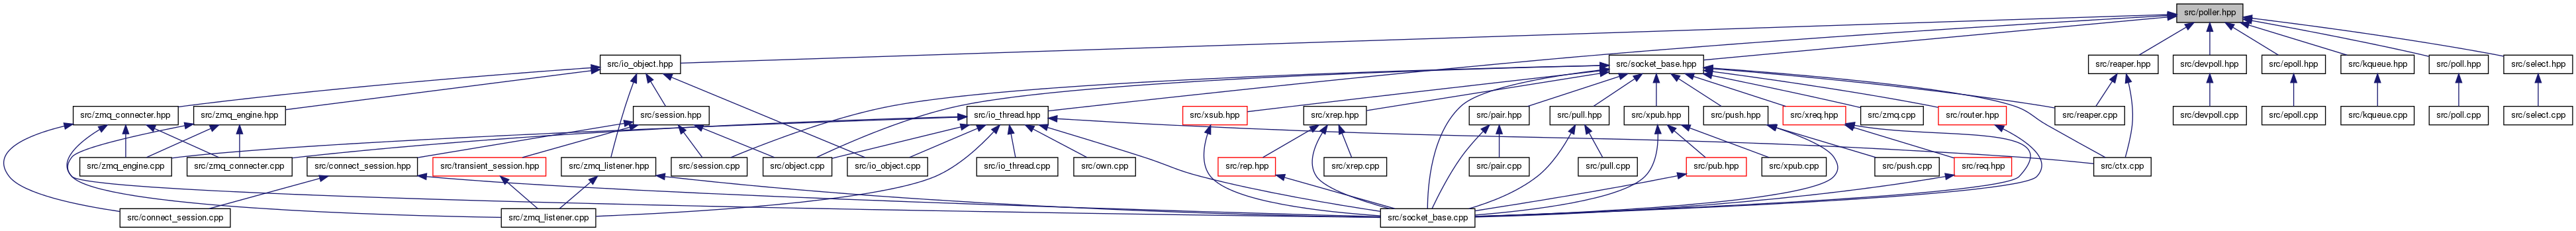 src/poller.hpp
src/io_object.hpp
src/socket_base.hpp
src/reaper.hpp
src/devpoll.hpp
src/epoll.hpp
src/kqueue.hpp
src/poll.hpp
src/select.hpp
src/zmq_connecter.hpp
src/zmq_engine.hpp
src/session.hpp
src/io_thread.hpp
src/xsub.hpp
src/xrep.hpp
src/pair.hpp
src/pull.hpp
src/xpub.hpp
src/push.hpp
src/xreq.hpp
src/zmq.cpp
src/router.hpp
src/reaper.cpp
src/devpoll.cpp
src/epoll.cpp
src/kqueue.cpp
src/poll.cpp
src/select.cpp
src/zmq_engine.cpp
src/zmq_connecter.cpp
src/connect_session.hpp
src/transient_session.hpp
src/zmq_listener.hpp
src/session.cpp
src/object.cpp
src/io_object.cpp
src/io_thread.cpp
src/own.cpp
src/rep.hpp
src/xrep.cpp
src/pair.cpp
src/pull.cpp
src/pub.hpp
src/xpub.cpp
src/push.cpp
src/req.hpp
src/ctx.cpp
src/connect_session.cpp
src/zmq_listener.cpp
src/socket_base.cpp